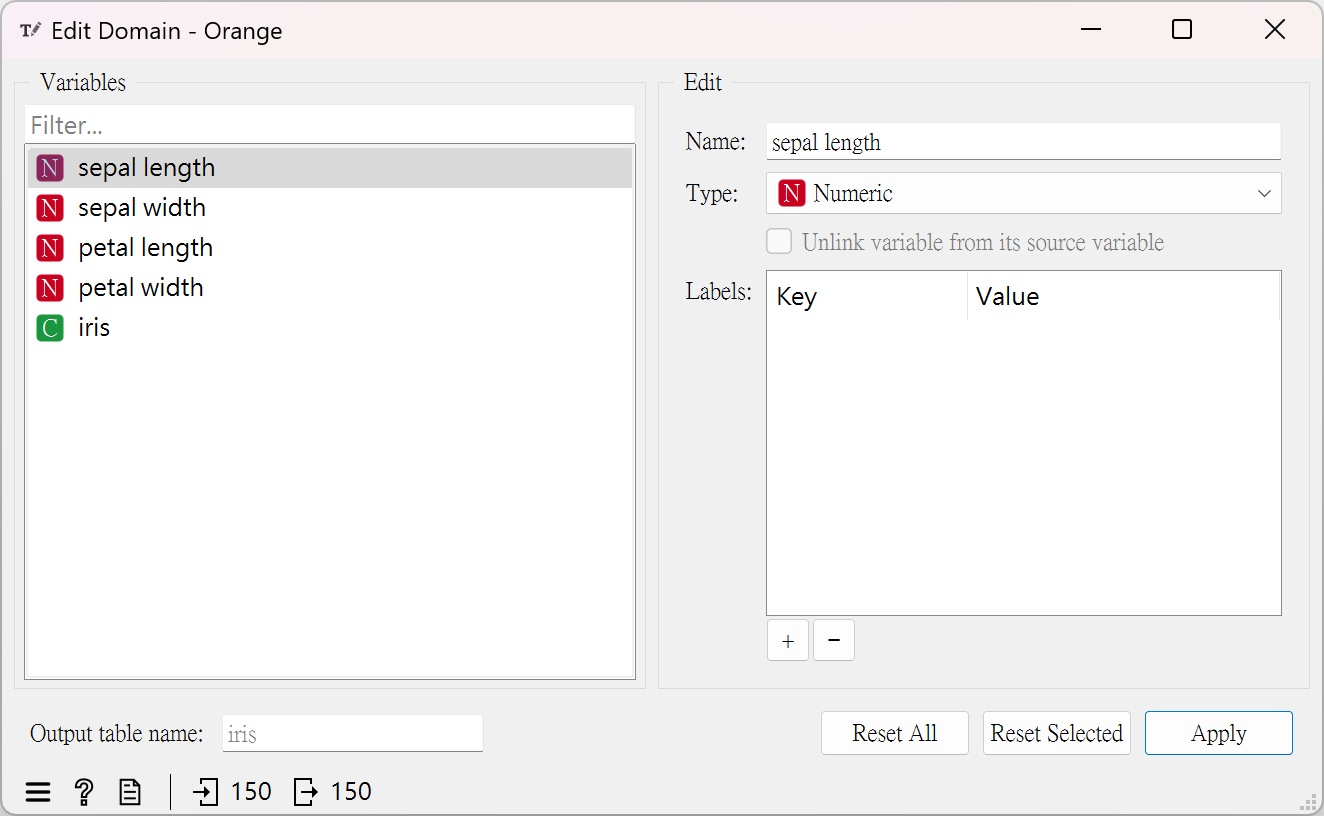 Edit Domain - Orange
Variables
Filter...
N sepal length
N sepal width
N petal length
N petal width
C iris
Edit
Name: sepal length
Type: N Numeric
Unlink variable from its source variable
Labels: Key Value
+ −
Output table name: iris
Reset All Reset Selected Apply
? 150 150